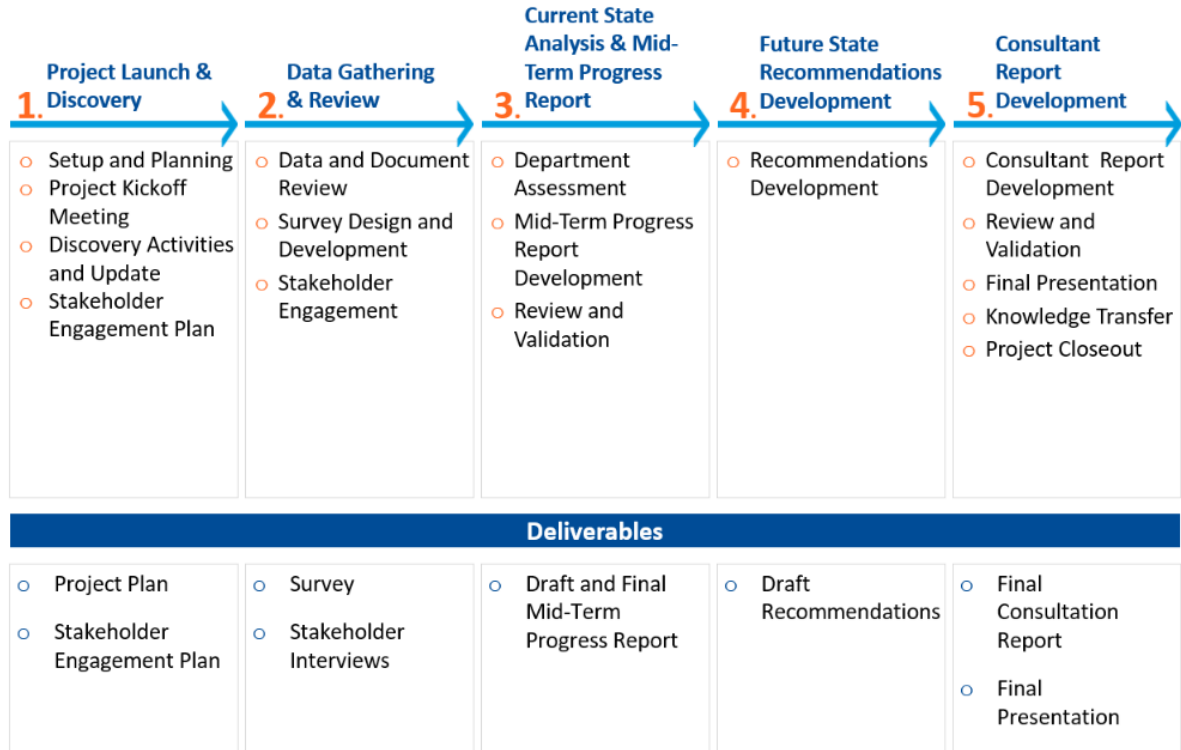 1. Project Launch &
Discovery
2. Data Gathering
& Review
3. Current State
Analysis & Mid-
Term Progress
Report
4. Future State
Recommendations
Development
5. Consultant
Report
Development
○ Setup and Planning
○ Project Kickoff
Meeting
○ Discovery Activities
and Update
○ Stakeholder
Engagement Plan
○ Data and Document
Review
○ Survey Design and
Development
○ Stakeholder
Engagement
○ Department
Assessment
○ Mid-Term Progress
Report
Development
○ Review and
Validation
○ Recommendations
Development
○ Consultant Report
Development
○ Review and
Validation
○ Final Presentation
○ Knowledge Transfer
○ Project Closeout
Deliverables
○ Project Plan
○ Stakeholder
Engagement Plan
○ Survey
○ Stakeholder
Interviews
○ Draft and Final
Mid-Term
Progress Report
○ Draft
Recommendations
○ Final
Consultation
Report
○ Final
Presentation